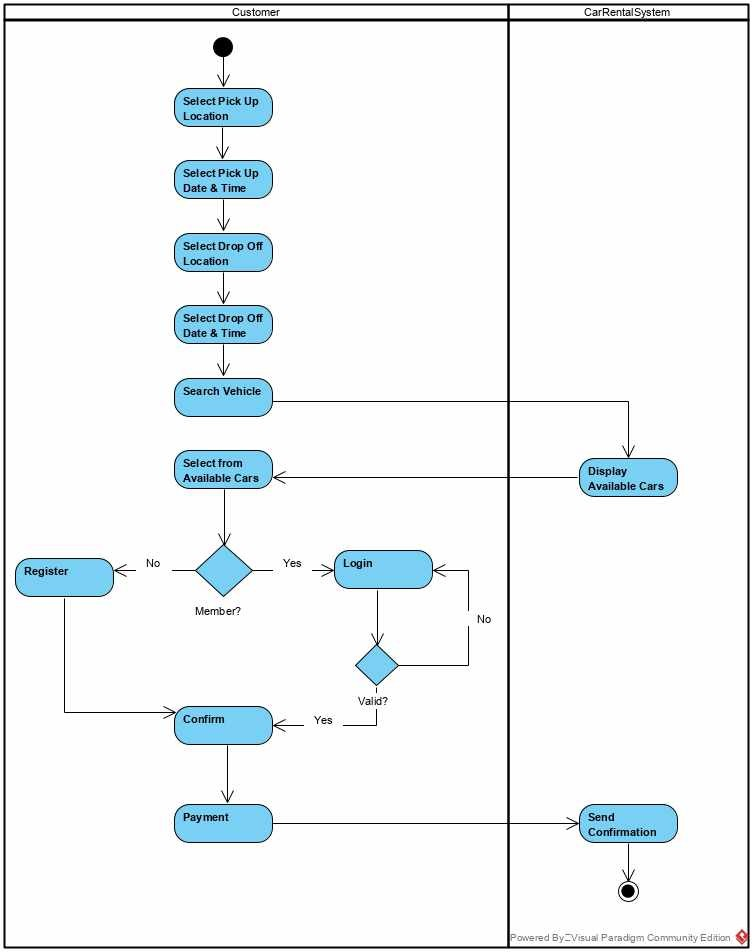 Customer
CarRentalSystem
Select Pick Up
Location
Select Pick Up
Date & Time
Select Drop Off
Location
Select Drop Off
Date & Time
Search Vehicle
Select from
Available Cars
Display
Available Cars
No
Yes
Register
Login
Member?
No
Valid?
Confirm
Yes
Payment
Send
Confirmation
Powered By Visual Paradigm Community Edition